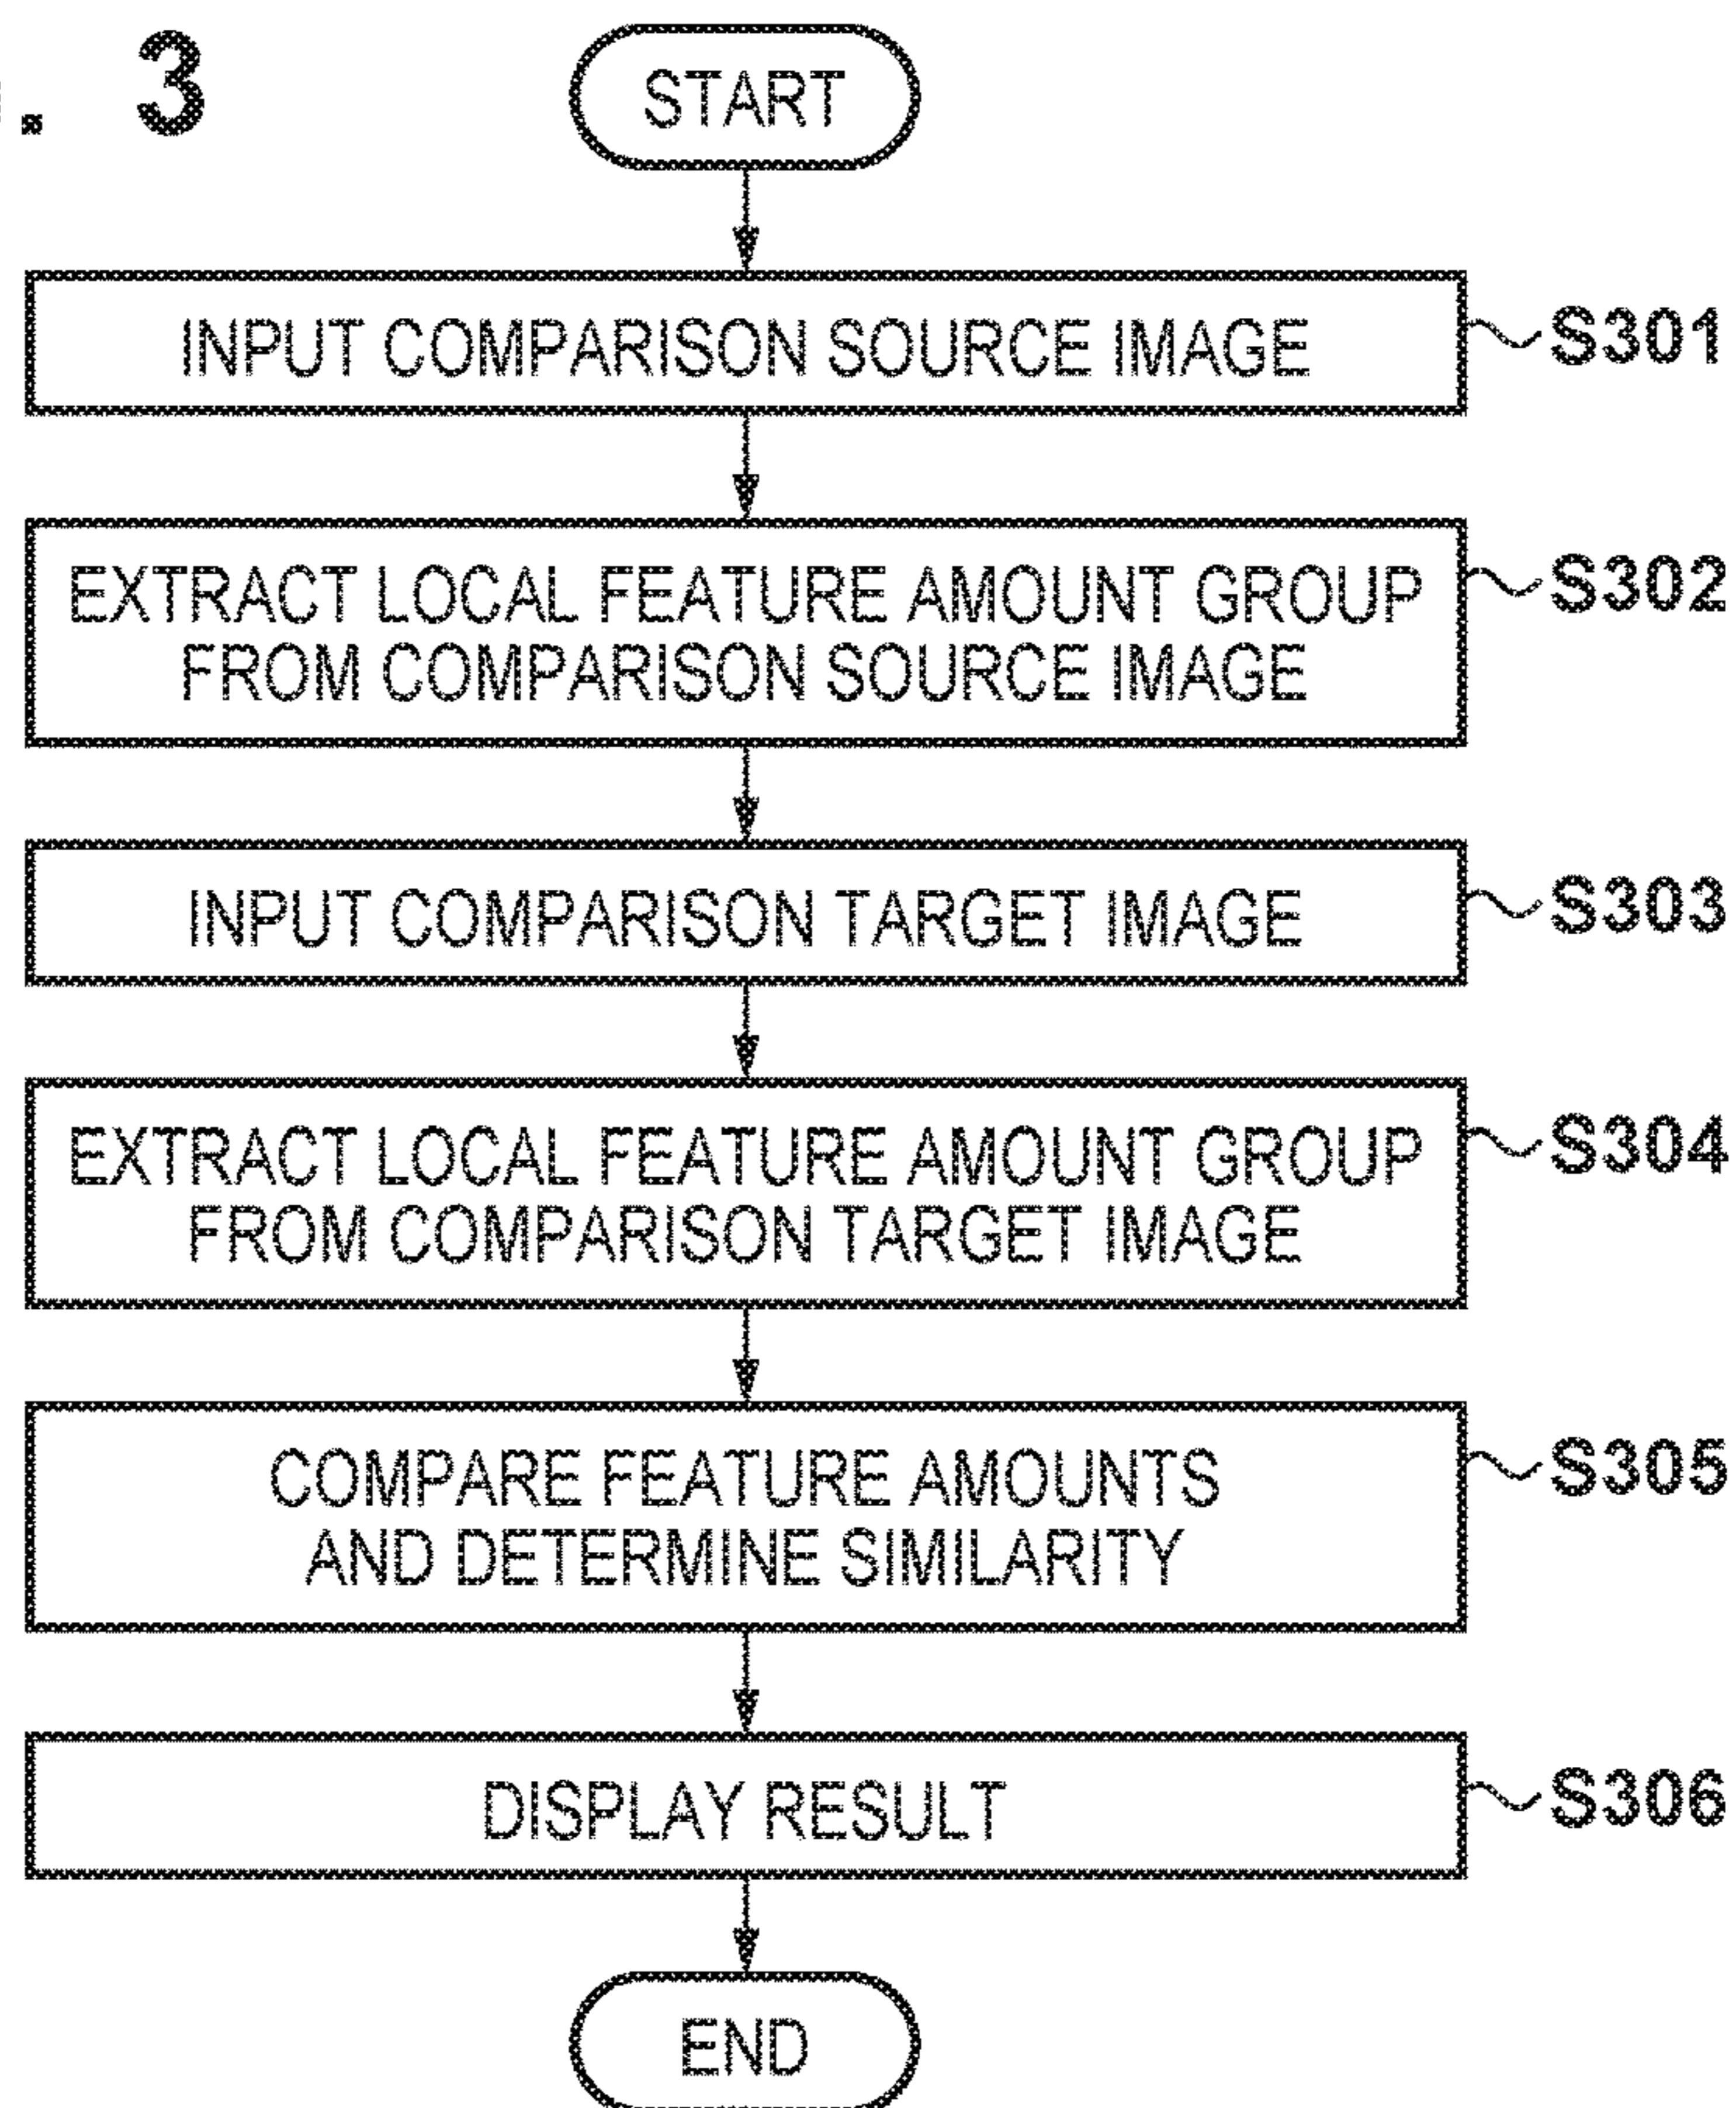 . 3
START
INPUT COMPARISON SOURCE IMAGE
S301
EXTRACT LOCAL FEATURE AMOUNT GROUP
FROM COMPARISON SOURCE IMAGE
S302
INPUT COMPARISON TARGET IMAGE
S303
EXTRACT LOCAL FEATURE AMOUNT GROUP
FROM COMPARISON TARGET IMAGE
S304
COMPARE FEATURE AMOUNTS
AND DETERMINE SIMILARITY
S305
DISPLAY RESULT
S306
END